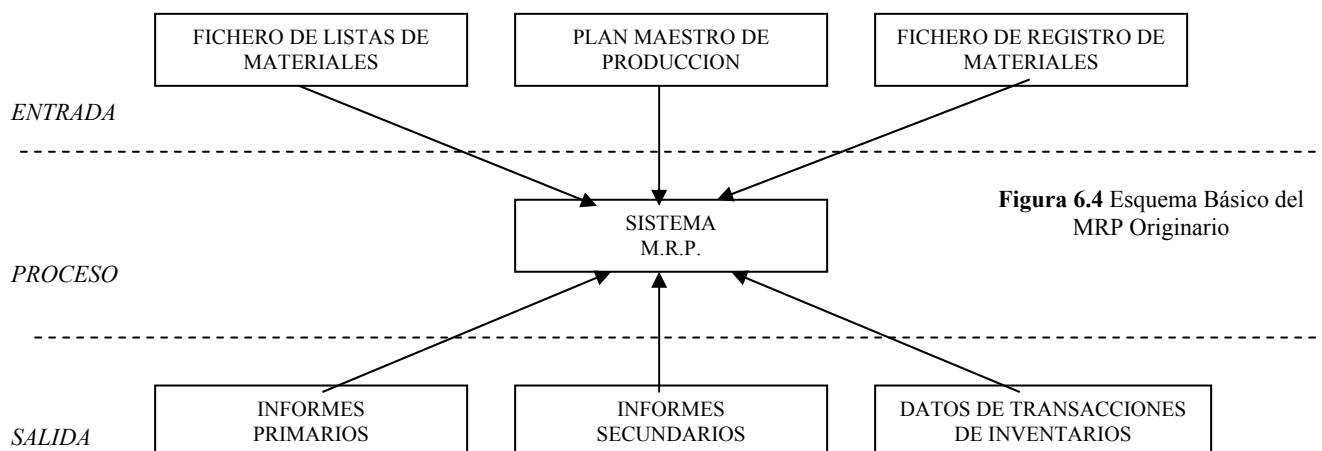 FICHERO DE LISTAS DE
MATERIALES
PLAN MAESTRO DE
PRODUCCION
FICHERO DE REGISTRO DE
MATERIALES
ENTRADA
SISTEMA
M.R.P.
Figura 6.4 Esquema Básico del
MRP Originario
PROCESO
INFORMES
PRIMARIOS
INFORMES
SECUNDARIOS
DATOS DE TRANSACCIONES
DE INVENTARIOS
SALIDA